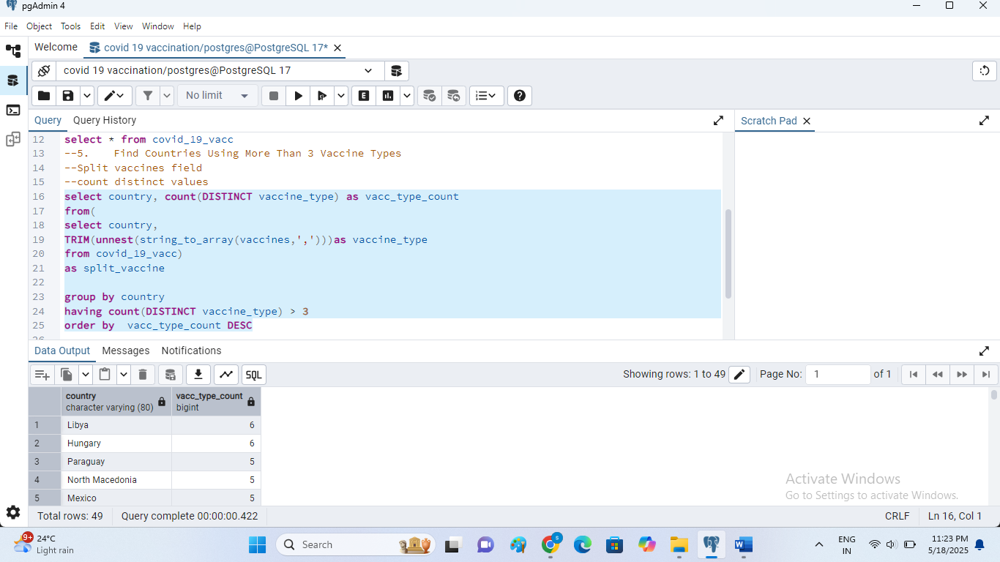 pgAdmin 4
File Object Tools Edit View Window Help
Welcome covid 19 vaccination/postgres@PostgreSQL 17*
covid 19 vaccination/postgres@PostgreSQL 17
No limit
E
Query Query History
Scratch Pad
12 select * from covid_19_vacc
13 --5. Find Countries Using More Than 3 Vaccine Types
14 --Split vaccines field
15 --count distinct values
16 select country, count(DISTINCT vaccine_type) as vacc_type_count
17 from(
18 select country,
19 TRIM(unnest(string_to_array(vaccines,',')))as vaccine_type
20 from covid_19_vacc)
21 as split_vaccine
22
23 group by country
24 having count(DISTINCT vaccine_type) > 3
25 order by  vacc_type_count DESC
26
Data Output Messages Notifications
SQL
Showing rows: 1 to 49
Page No: 1 of 1
country vacc_type_count
character varying (80) bigint
1 Libya 6
2 Hungary 6
3 Paraguay 5
4 North Macedonia 5
5 Mexico 5
Activate Windows
Go to Settings to activate Windows.
Total rows: 49 Query complete 00:00:00.422 CRLF Ln 16, Col 1
9+ 24°C
Light rain
Search
S
ENG
IN
11:23 PM
5/18/2025